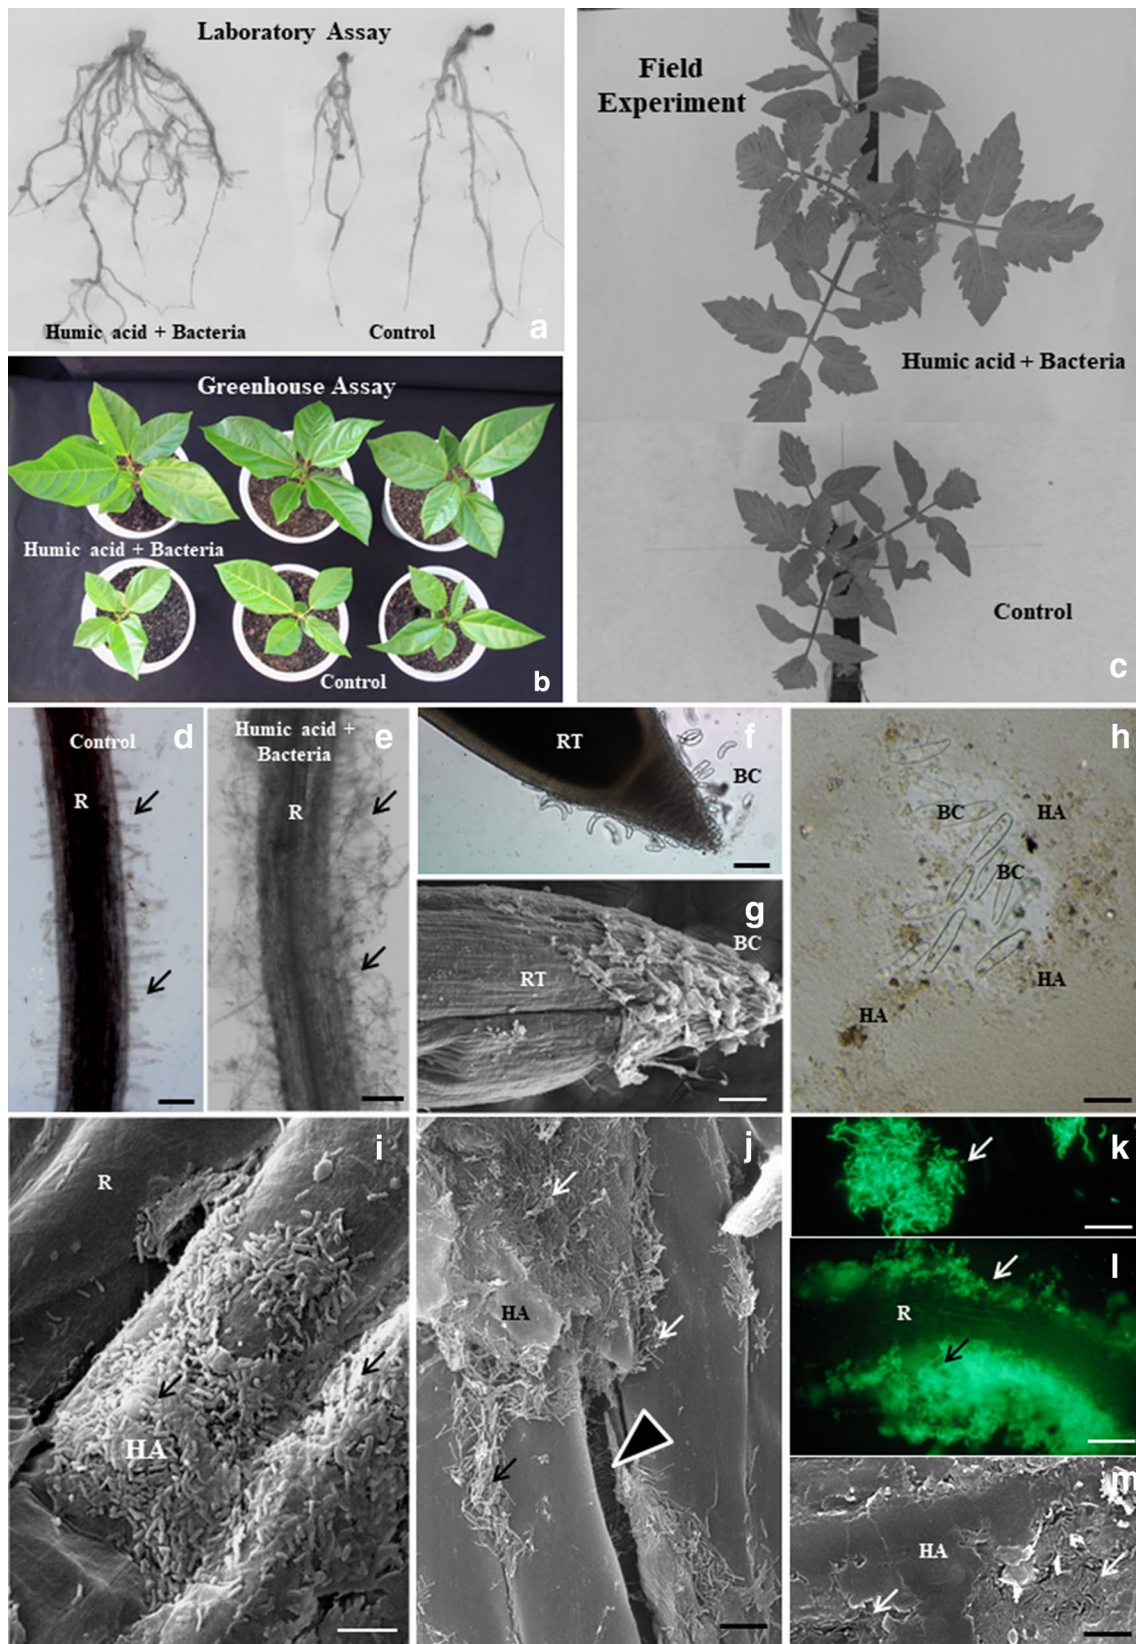 Laboratory Assay
Humic acid + Bacteria
Control
a
Greenhouse Assay
Humic acid + Bacteria
Control
b
Field
Experiment
Humic acid + Bacteria
Control
c
Control
d
R
Humic acid +
Bacteria
e
R
RT
f
BC
g
BC
RT
h
BC
HA
BC
HA
HA
i
R
HA
j
HA
k
l
R
m
HA